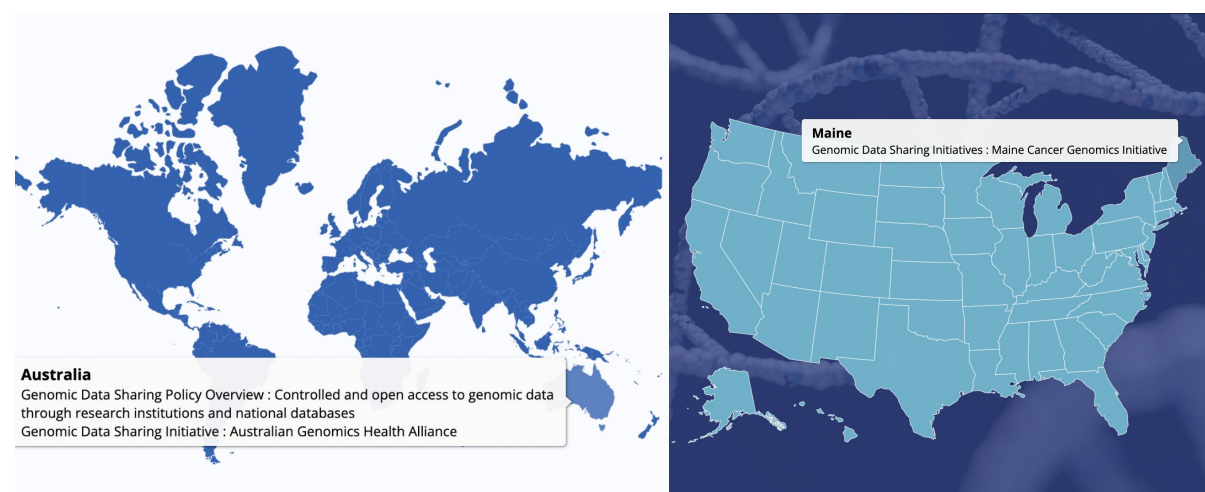 Australia
Genomic Data Sharing Policy Overview : Controlled and open access to genomic data
through research institutions and national databases
Genomic Data Sharing Initiative : Australian Genomics Health Alliance
Maine
Genomic Data Sharing Initiatives : Maine Cancer Genomics Initiative